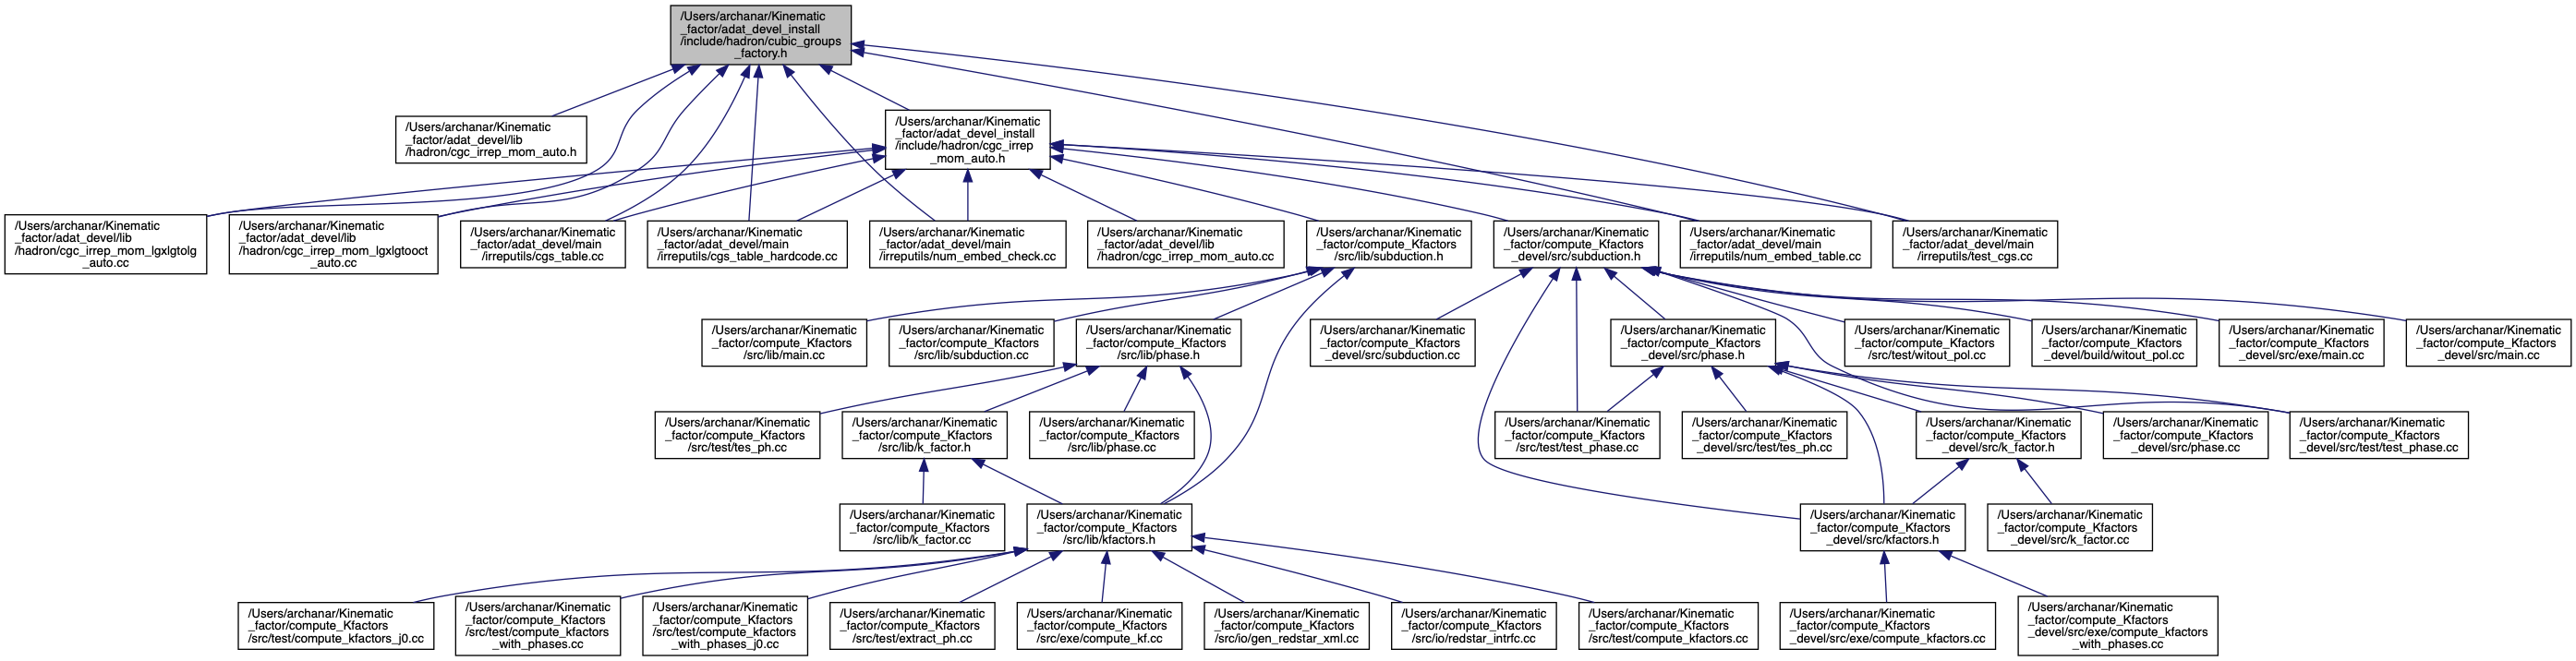 /Users/archanar/Kinematic
_factor/adat_devel_install
/include/hadron/cubic_groups
_factory.h
/Users/archanar/Kinematic
_factor/adat_devel/lib
/hadron/cgc_irrep_mom_auto.h
/Users/archanar/Kinematic
_factor/adat_devel_install
/include/hadron/cgc_irrep
_mom_auto.h
/Users/archanar/Kinematic
_factor/adat_devel/lib
/hadron/cgc_irrep_mom_lgxlgtolg
_auto.cc
/Users/archanar/Kinematic
_factor/adat_devel/lib
/hadron/cgc_irrep_mom_lgxlgtooct
_auto.cc
/Users/archanar/Kinematic
_factor/adat_devel/main
/irreputils/cgs_table.cc
/Users/archanar/Kinematic
_factor/adat_devel/main
/irreputils/cgs_table_hardcode.cc
/Users/archanar/Kinematic
_factor/adat_devel/main
/irreputils/num_embed_check.cc
/Users/archanar/Kinematic
_factor/adat_devel/lib
/hadron/cgc_irrep_mom_auto.cc
/Users/archanar/Kinematic
_factor/compute_Kfactors
/src/lib/subduction.h
/Users/archanar/Kinematic
_factor/compute_Kfactors
_devel/src/subduction.h
/Users/archanar/Kinematic
_factor/adat_devel/main
/irreputils/num_embed_table.cc
/Users/archanar/Kinematic
_factor/adat_devel/main
/irreputils/test_cgs.cc
/Users/archanar/Kinematic
_factor/compute_Kfactors
/src/lib/main.cc
/Users/archanar/Kinematic
_factor/compute_Kfactors
/src/lib/subduction.cc
/Users/archanar/Kinematic
_factor/compute_Kfactors
/src/lib/phase.h
/Users/archanar/Kinematic
_factor/compute_Kfactors
_devel/src/subduction.cc
/Users/archanar/Kinematic
_factor/compute_Kfactors
_devel/src/phase.h
/Users/archanar/Kinematic
_factor/compute_Kfactors
/src/test/witout_pol.cc
/Users/archanar/Kinematic
_factor/compute_Kfactors
_devel/build/witout_pol.cc
/Users/archanar/Kinematic
_factor/compute_Kfactors
_devel/src/exe/main.cc
/Users/archanar/Kinematic
_factor/compute_Kfactors
_devel/src/main.cc
/Users/archanar/Kinematic
_factor/compute_Kfactors
/src/test/tes_ph.cc
/Users/archanar/Kinematic
_factor/compute_Kfactors
/src/lib/k_factor.h
/Users/archanar/Kinematic
_factor/compute_Kfactors
/src/lib/phase.cc
/Users/archanar/Kinematic
_factor/compute_Kfactors
/src/test/test_phase.cc
/Users/archanar/Kinematic
_factor/compute_Kfactors
_devel/src/test/tes_ph.cc
/Users/archanar/Kinematic
_factor/compute_Kfactors
_devel/src/k_factor.h
/Users/archanar/Kinematic
_factor/compute_Kfactors
_devel/src/phase.cc
/Users/archanar/Kinematic
_factor/compute_Kfactors
_devel/src/test/test_phase.cc
/Users/archanar/Kinematic
_factor/compute_Kfactors
/src/lib/k_factor.cc
/Users/archanar/Kinematic
_factor/compute_Kfactors
/src/lib/kfactors.h
/Users/archanar/Kinematic
_factor/compute_Kfactors
_devel/src/kfactors.h
/Users/archanar/Kinematic
_factor/compute_Kfactors
_devel/src/k_factor.cc
/Users/archanar/Kinematic
_factor/compute_Kfactors
/src/test/compute_kfactors_j0.cc
/Users/archanar/Kinematic
_factor/compute_Kfactors
/src/test/compute_kfactors
_with_phases.cc
/Users/archanar/Kinematic
_factor/compute_Kfactors
/src/test/compute_kfactors
_with_phases_j0.cc
/Users/archanar/Kinematic
_factor/compute_Kfactors
/src/test/extract_ph.cc
/Users/archanar/Kinematic
_factor/compute_Kfactors
/src/exe/compute_kf.cc
/Users/archanar/Kinematic
_factor/compute_Kfactors
/src/io/gen_redstar_xml.cc
/Users/archanar/Kinematic
_factor/compute_Kfactors
/src/io/redstar_intrfc.cc
/Users/archanar/Kinematic
_factor/compute_Kfactors
/src/test/compute_kfactors.cc
/Users/archanar/Kinematic
_factor/compute_Kfactors
_devel/src/exe/compute_kfactors.cc
/Users/archanar/Kinematic
_factor/compute_Kfactors
_devel/src/exe/compute_kfactors
_with_phases.cc